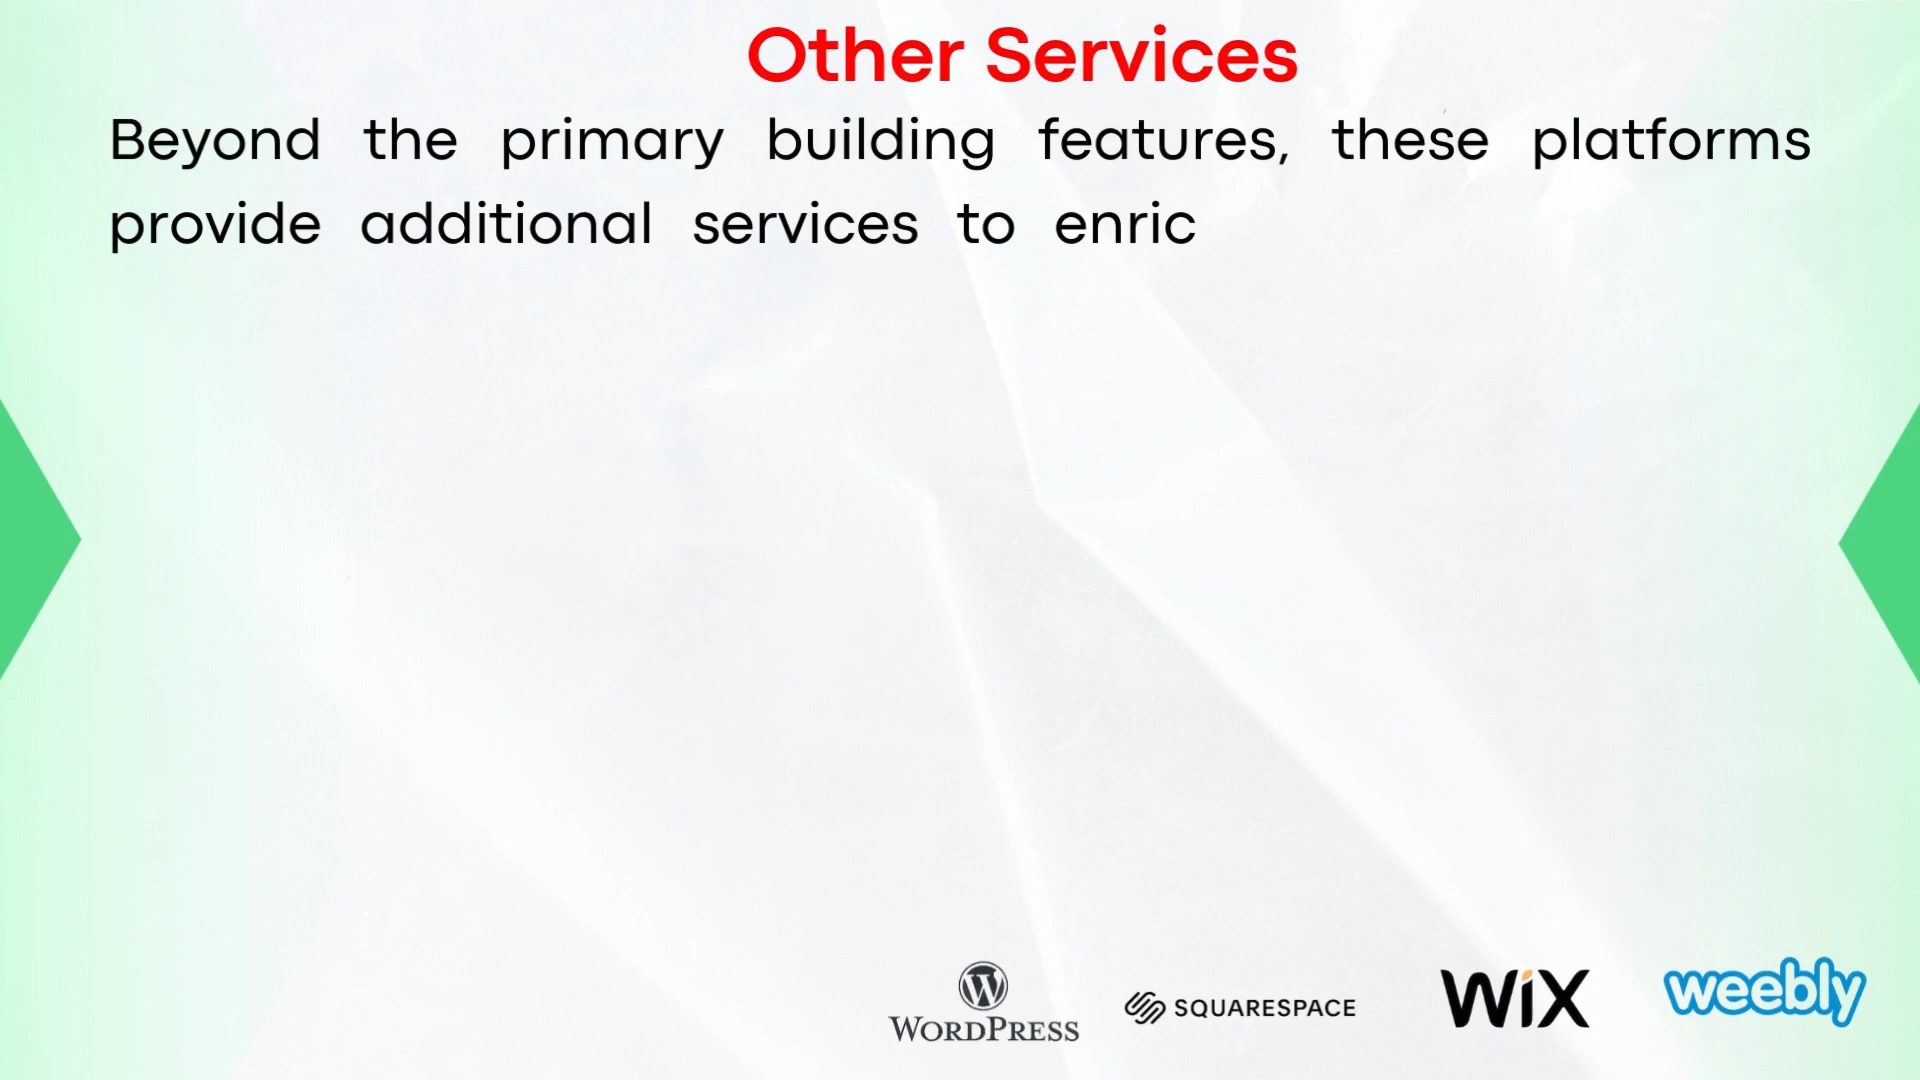 Other Services
Beyond the primary building features, these platforms
provide additional services to enric
WORDPRESS
SQUARESPACE
WiX
weebly